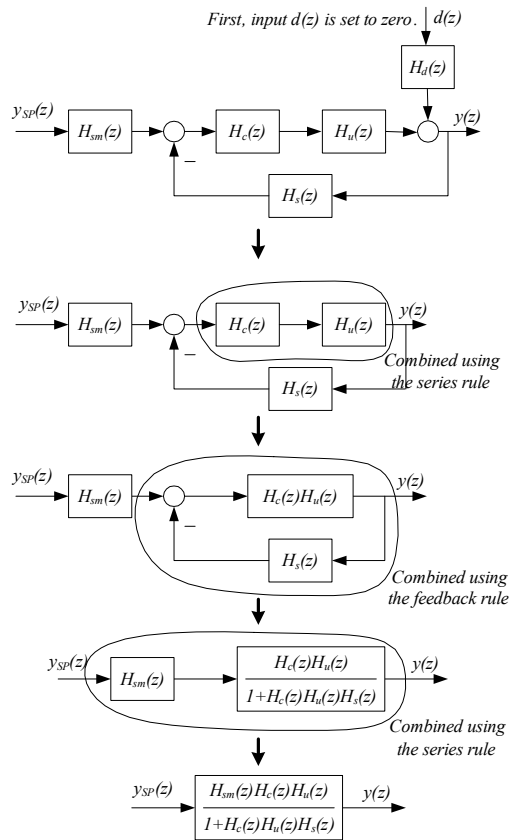 First, input d(z) is set to zero. d(z)
H_d(z)
y_SP(z) H_sm(z) H_c(z) H_u(z) y(z)
−
H_s(z)
y_SP(z) H_sm(z) H_c(z) H_u(z) y(z)
−
H_s(z)
Combined using
the series rule
y_SP(z) H_sm(z) H_c(z)H_u(z) y(z)
−
H_s(z)
Combined using
the feedback rule
y_SP(z) H_sm(z) H_c(z)H_u(z) y(z)
1+H_c(z)H_u(z)H_s(z)
Combined using
the series rule
y_SP(z) H_sm(z)H_c(z)H_u(z) y(z)
1+H_c(z)H_u(z)H_s(z)